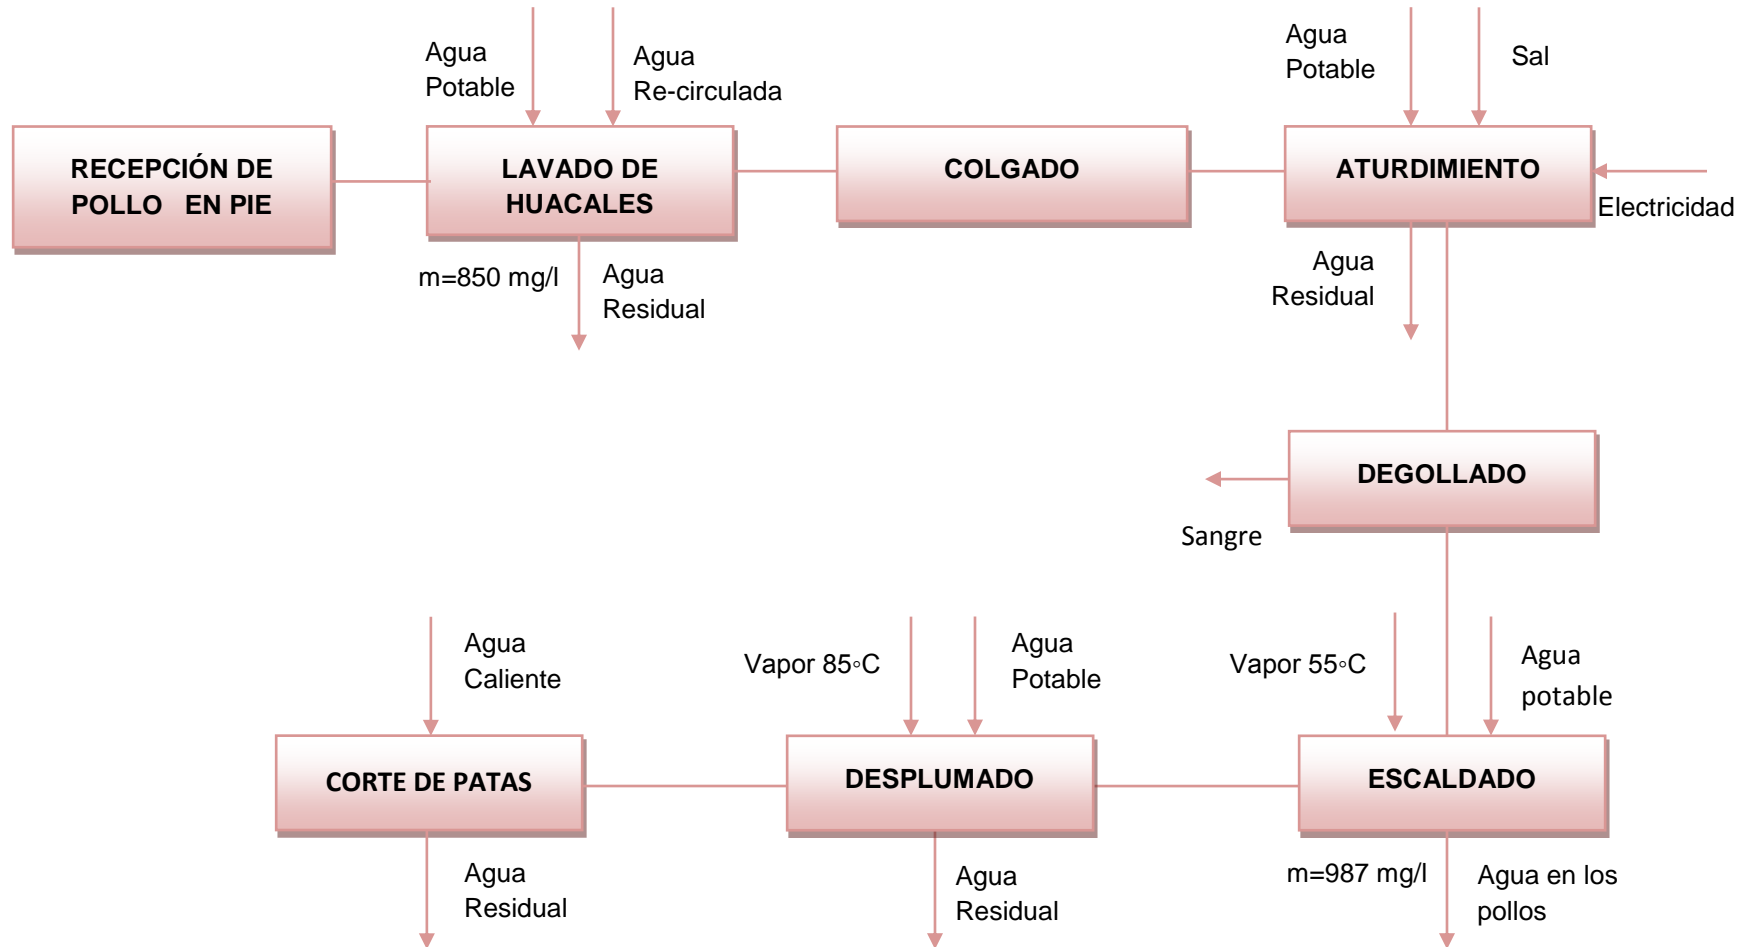 Agua
Potable
Agua
Re-circulada
Agua
Potable
Sal
RECEPCIÓN DE
POLLO EN PIE
LAVADO DE
HUACALES
COLGADO
ATURDIMIENTO
Electricidad
m=850 mg/l
Agua
Residual
Agua
Residual
DEGOLLADO
Sangre
Agua
Caliente
Vapor 85◦C
Agua
Potable
Vapor 55◦C
Agua
potable
CORTE DE PATAS
DESPLUMADO
ESCALDADO
Agua
Residual
Agua
Residual
m=987 mg/l
Agua en los
pollos